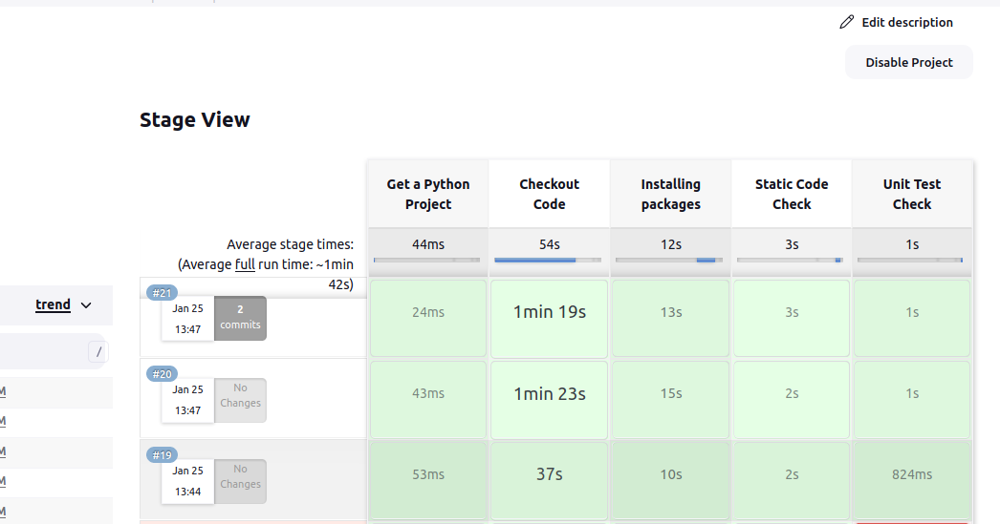 Edit description
Disable Project
Stage View
Get a Python
Project
Checkout
Code
Installing
packages
Static Code
Check
Unit Test
Check
Average stage times:
(Average full run time: ~1min
42s)
44ms
54s
12s
3s
1s
trend
/
M
M
M
M
M
#21
Jan 25
13:47
2
commits
24ms
1min 19s
13s
3s
1s
#20
Jan 25
13:47
No
Changes
43ms
1min 23s
15s
2s
1s
#19
Jan 25
13:44
No
Changes
53ms
37s
10s
2s
824ms